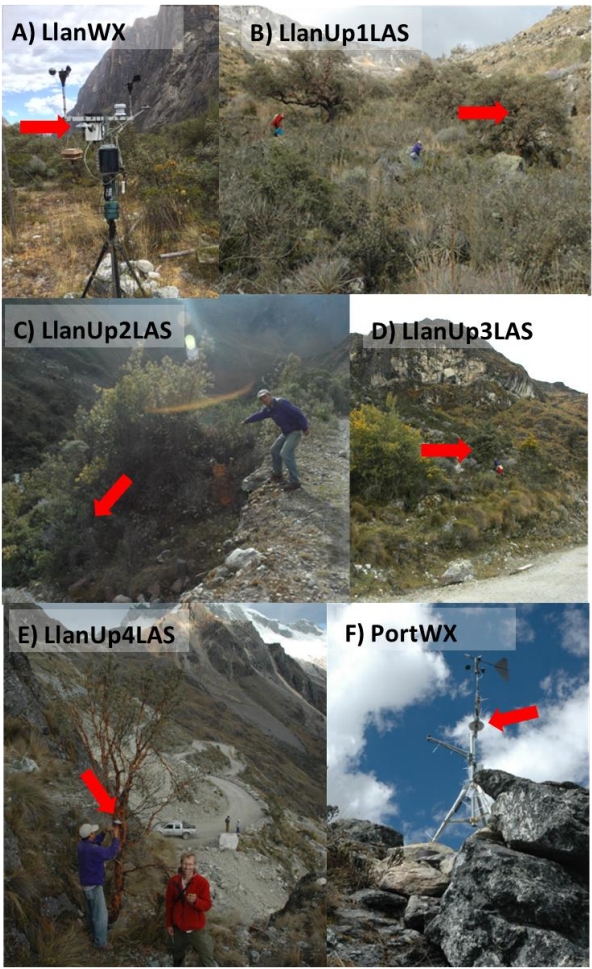 A) LlanWX
B) LlanUp1LAS
C) LlanUp2LAS
D) LlanUp3LAS
E) LlanUp4LAS
F) PortWX